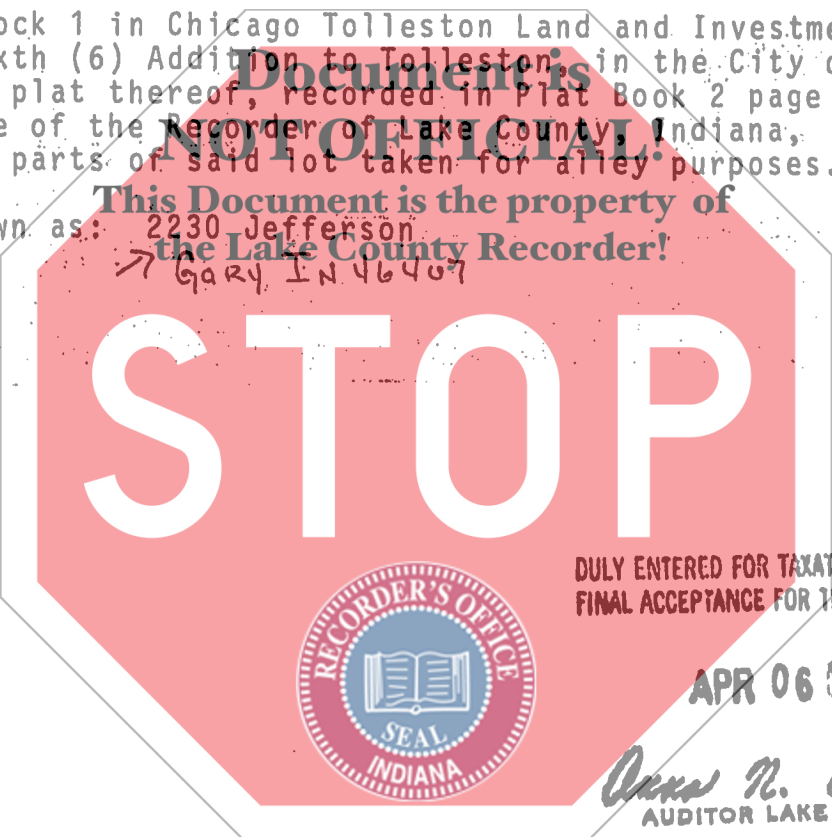 ock 1 in Chicago Tolleston Land and Investme
xth (6) Addition to Tolleston, in the City o
plat thereof, recorded in Plat Book 2 page
e of the Recorder of Lake County, Indiana,
parts of said lot taken for alley purposes.
Document is
NOT OFFICIAL!
This Document is the property of
the Lake County Recorder!
wn as: 2230 Jefferson
→ Gary IN 46407
STOP
DULY ENTERED FOR TAXAT
FINAL ACCEPTANCE FOR T
APR 06
RECORDER'S OFFICE
SEAL
INDIANA
Anna N.
AUDITOR LAKE